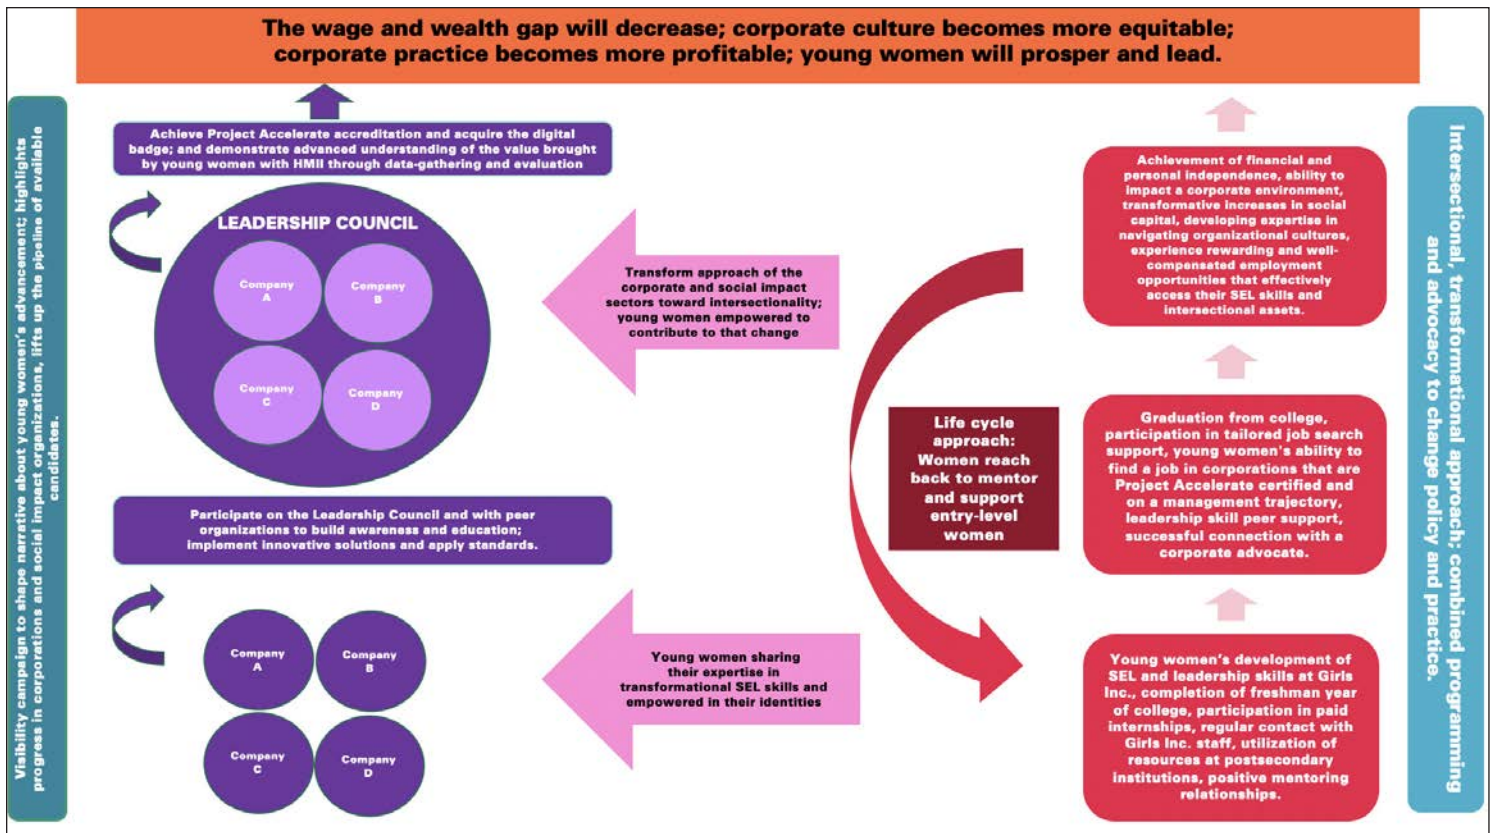 The wage and wealth gap will decrease; corporate culture becomes more equitable;
corporate practice becomes more profitable; young women will prosper and lead.
Visibility campaign to shape narrative about young women's advancement; highlights
progress in corporations and social impact organizations, lifts up the pipeline of available
candidates.
Achieve Project Accelerate accreditation and acquire the digital
badge; and demonstrate advanced understanding of the value brought
by young women with HMII through data-gathering and evaluation
LEADERSHIP COUNCIL
Company
A
Company
B
Company
C
Company
D
Participate on the Leadership Council and with peer
organizations to build awareness and education;
implement innovative solutions and apply standards.
Company
A
Company
B
Company
C
Company
D
Transform approach of the
corporate and social impact
sectors toward intersectionality;
young women empowered to
contribute to that change
Young women sharing
their expertise in
transformational SEL skills and
empowered in their identities
Life cycle
approach:
Women reach
back to mentor
and support
entry-level
women
Achievement of financial and
personal independence, ability to
impact a corporate environment,
transformative increases in social
capital, developing expertise in
navigating organizational cultures,
experience rewarding and well-
compensated employment
opportunities that effectively
access their SEL skills and
intersectional assets.
Graduation from college,
participation in tailored job search
support, young women's ability to
find a job in corporations that are
Project Accelerate certified and
on a management trajectory,
leadership skill peer support,
successful connection with a
corporate advocate.
Young women's development of
SEL and leadership skills at Girls
Inc., completion of freshman year
of college, participation in paid
internships, regular contact with
Girls Inc. staff, utilization of
resources at postsecondary
institutions, positive mentoring
relationships.
Intersectional, transformational approach; combined programming
and advocacy to change policy and practice.